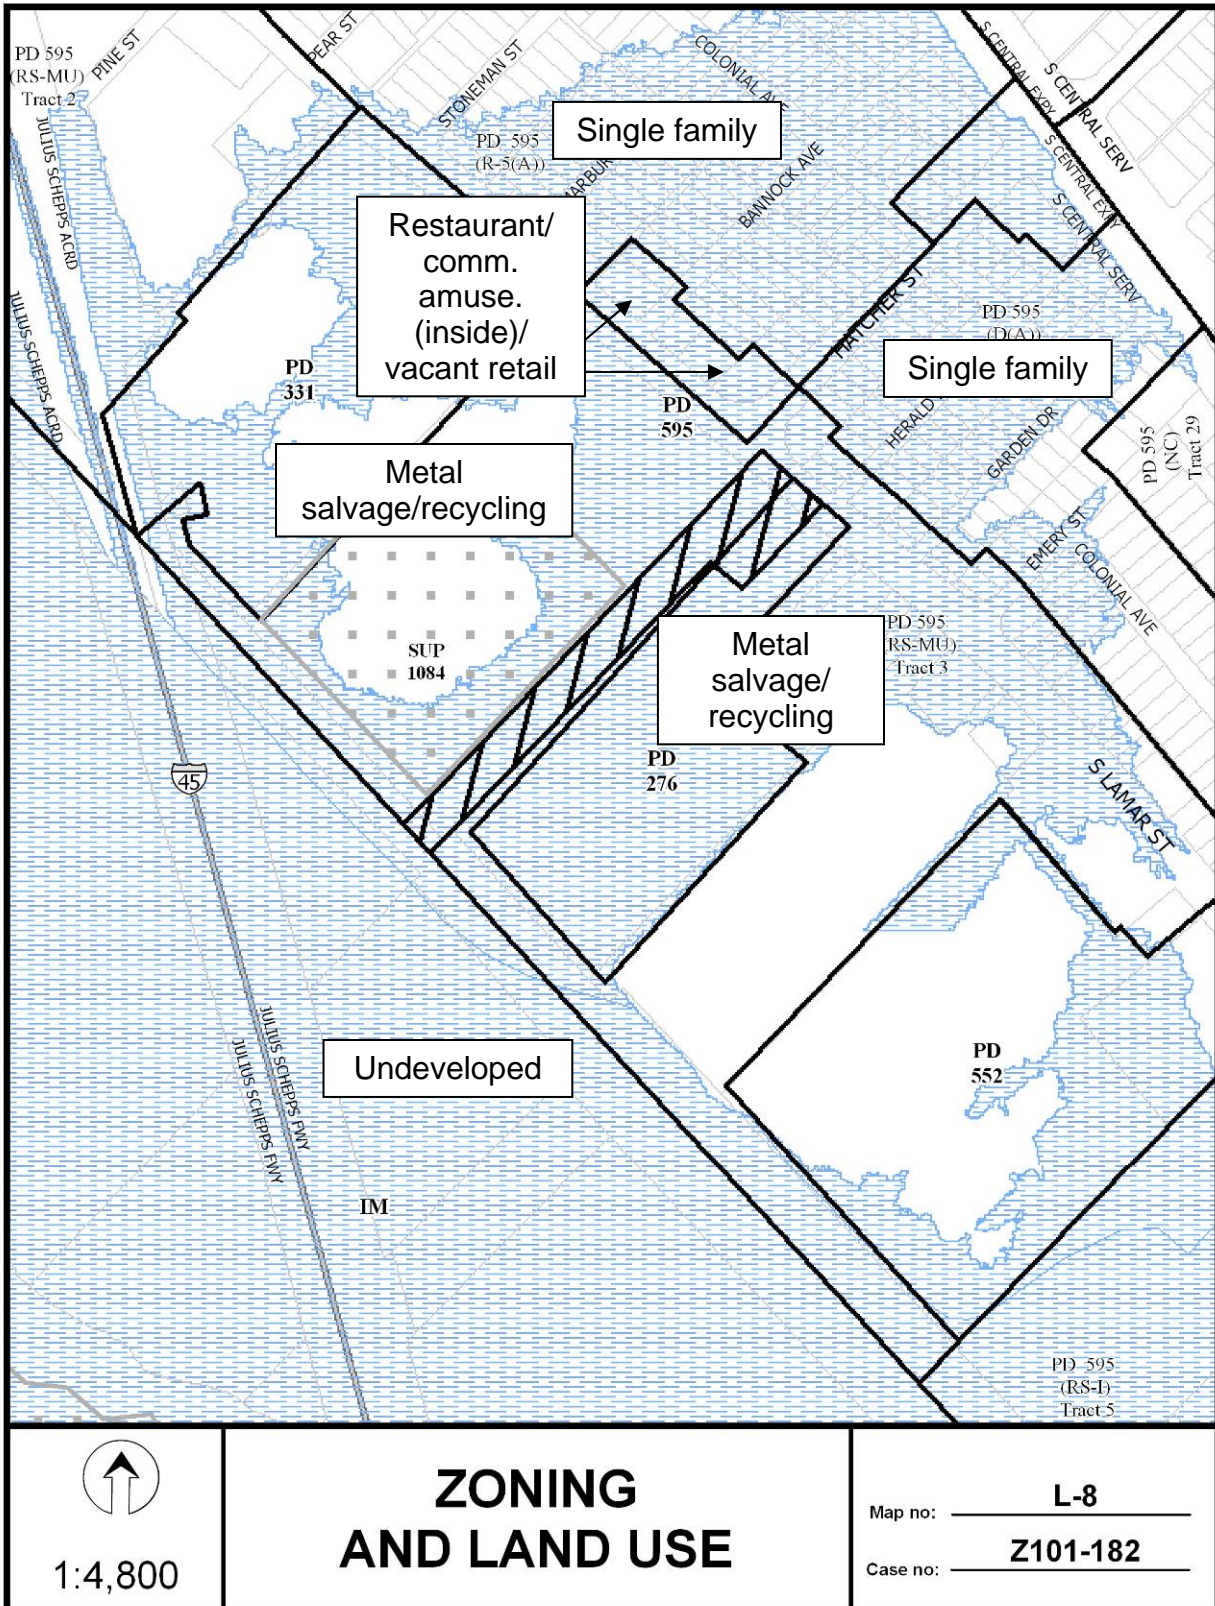 PD 595
(RS-MU)
Tract 2
PINE ST
PEAR ST
STONEMAN ST
COLONIAL AVE
S CENTRAL EXPY
S CENTRAL SERV
PD 595
(R-5(A))
Single family
BANNOCK AVE
S CENTRAL EXPY
S CENTRAL SERV
JULIUS SCHEPPS ACRD
JULIUS SCHEPPS ACRD
Restaurant/
comm.
amuse.
(inside)/
vacant retail
HATCHER ST
PD 595
(D(A))
Single family
PD
331
PD
595
HERALD
GARDEN DR
PD 595
(NC)
Tract 29
Metal
salvage/recycling
EMERY ST
COLONIAL AVE
SUP
1084
Metal
salvage/
recycling
PD 595
(RS-MU)
Tract 3
PD
276
45
S LAMAR ST
JULIUS SCHEPPS FWY
JULIUS SCHEPPS FWY
Undeveloped
PD
552
IM
PD 595
(RS-I)
Tract 5
1:4,800
ZONING
AND LAND USE
Map no: L-8
Case no: Z101-182